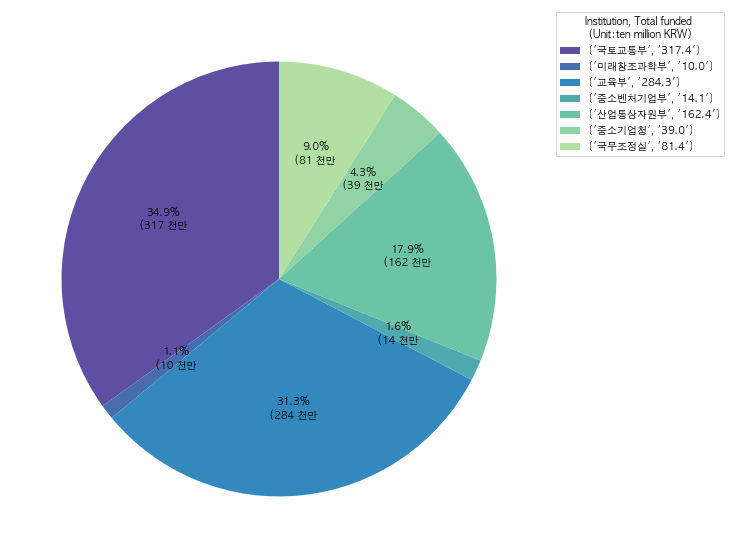 Institution, Total funded
(Unit:ten million KRW)
('국토교통부', '317.4')
('미래창조과학부', '10.0')
('교육부', '284.3')
('중소벤처기업부', '14.1')
('산업통상자원부', '162.4')
('중소기업청', '39.0')
('국무조정실', '81.4')
9.0%
(81 천만
4.3%
(39 천만
34.9%
(317 천만
17.9%
(162 천만
1.6%
(14 천만
1.1%
(10 천만
31.3%
(284 천만